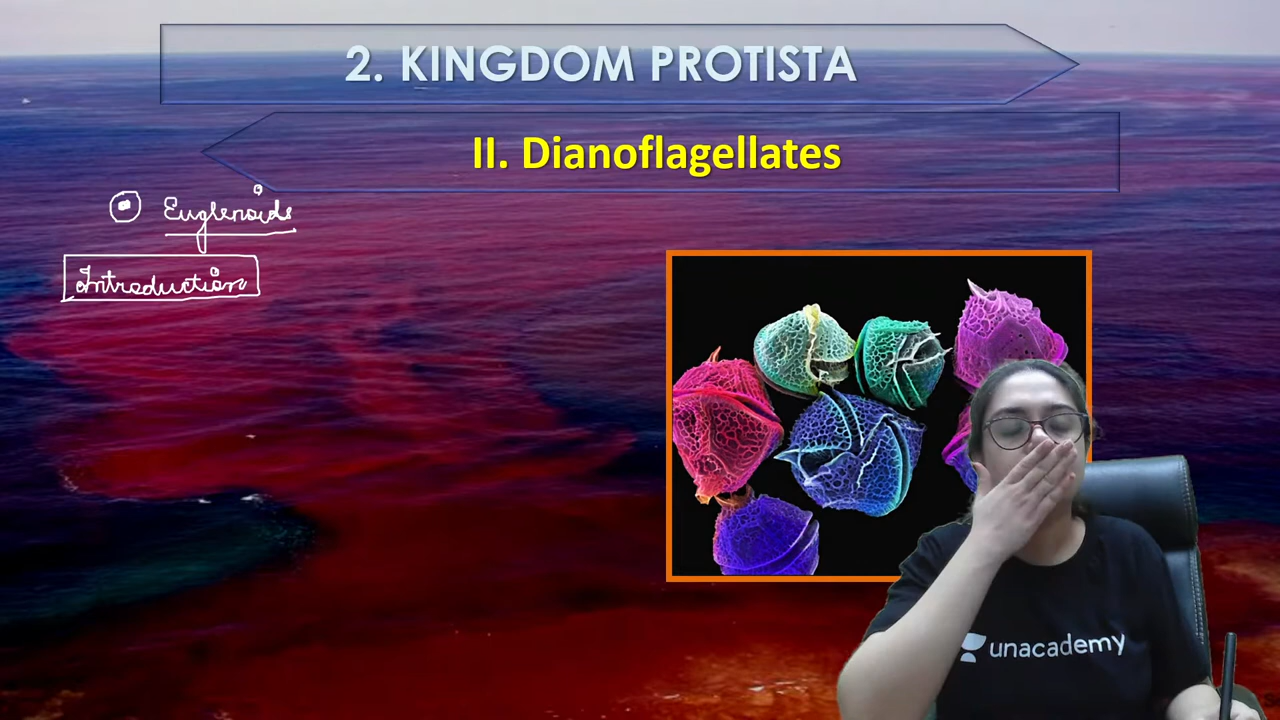 2. KINGDOM PROTISTA
II. Dianoflagellates
Euglenoids
Introduction
unacademy